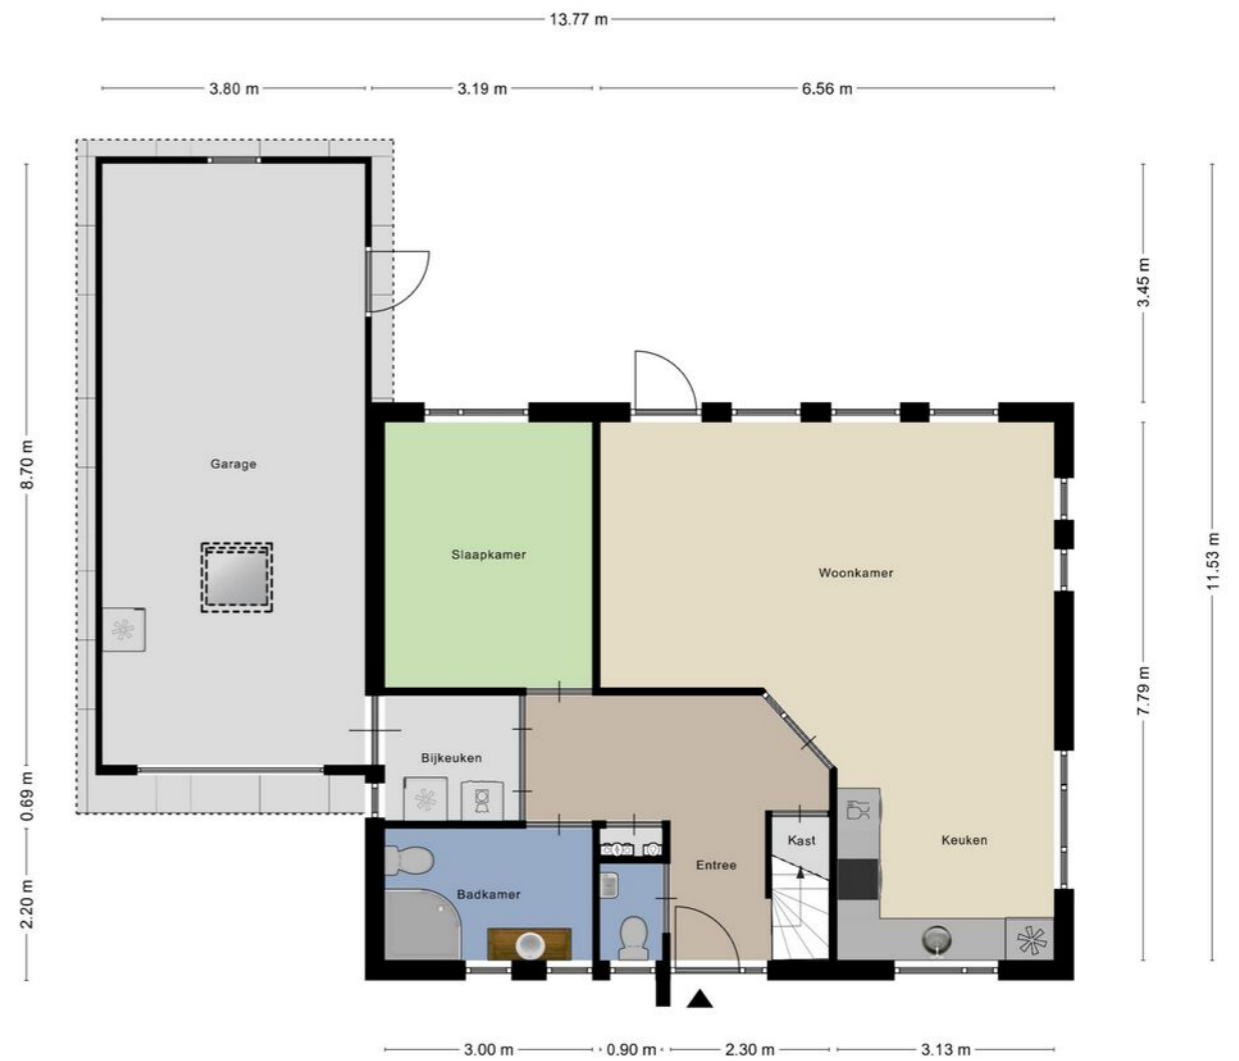 13.77 m
3.80 m
3.19 m
6.56 m
3.45 m
8.70 m
Garage
11.53 m
Slaapkamer
Woonkamer
7.79 m
Bijkeuken
0.69 m
Kast
Keuken
Entree
Badkamer
2.20 m
3.00 m
0.90 m
2.30 m
3.13 m